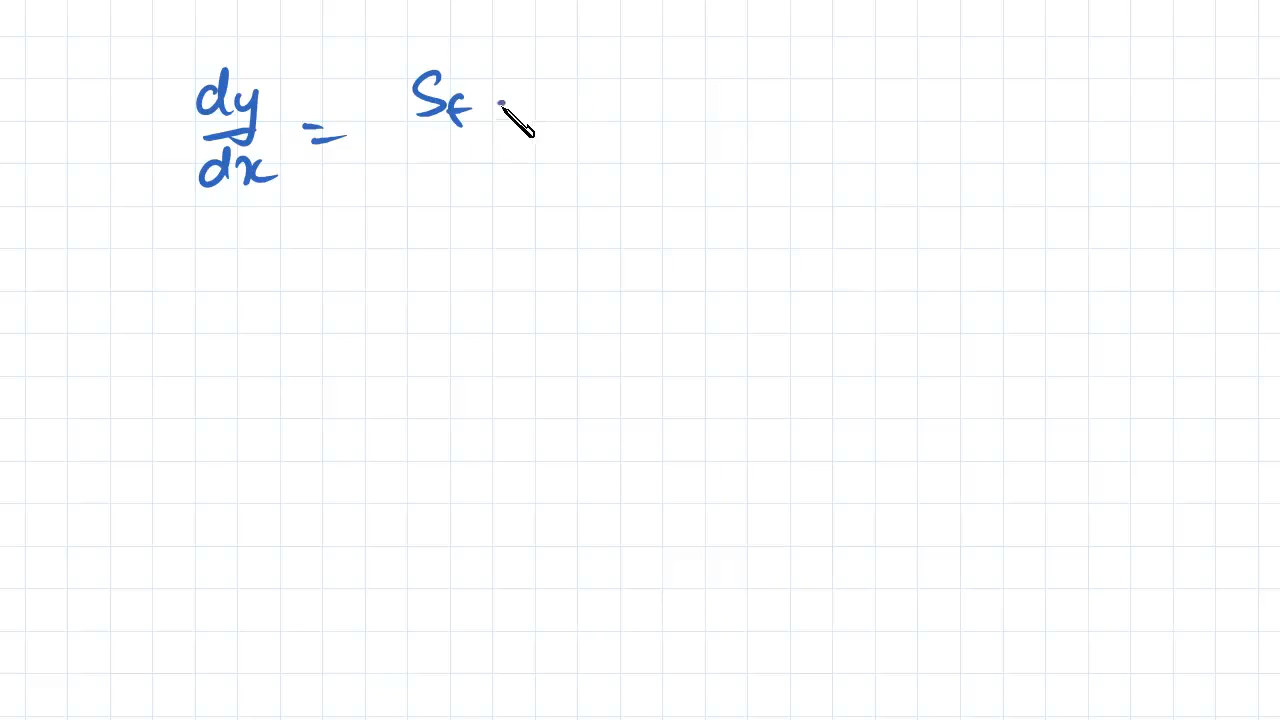 dy/dx = Sf